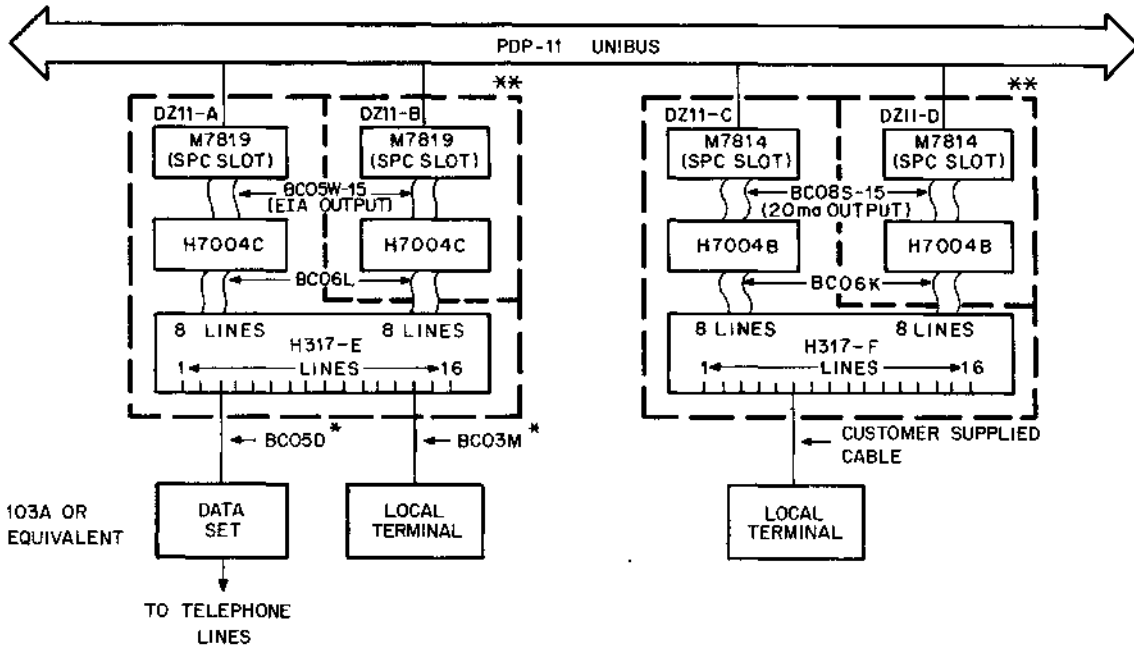 PDP-11 UNIBUS
**
**
DZ11-A
DZ11-B
DZ11-C
DZ11-D
M7819
(SPC SLOT)
M7819
(SPC SLOT)
M7814
(SPC SLOT)
M7814
(SPC SLOT)
BC05W-15
(EIA OUTPUT)
BC08S-15
(20ma OUTPUT)
H7004C
H7004C
H7004B
H7004B
BC06L
BC06K
8 LINES
8 LINES
8 LINES
8 LINES
H317-E
1 LINES 16
H317-F
1 LINES 16
BC05D *
BC03M *
CUSTOMER SUPPLIED
CABLE
103A OR
EQUIVALENT
DATA
SET
LOCAL
TERMINAL
LOCAL
TERMINAL
TO TELEPHONE
LINES